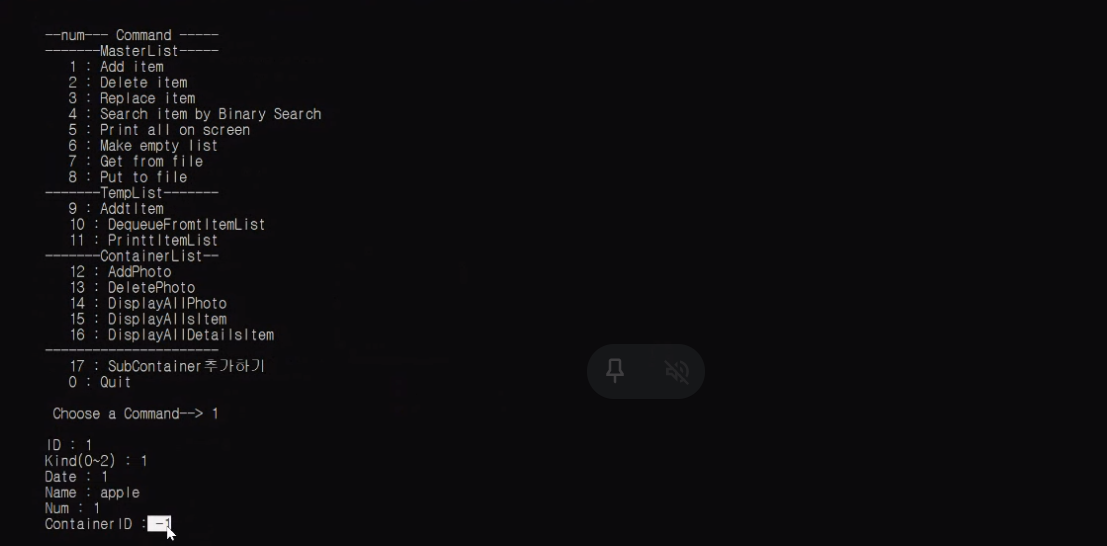 --num--- Command -----
-------MasterList-----
1 : Add item
2 : Delete item
3 : Replace item
4 : Search item by Binary Search
5 : Print all on screen
6 : Make empty list
7 : Get from file
8 : Put to file
-------TempList-------
9 : AddtItem
10 : DequeueFromtItemList
11 : PrinttItemList
-------ContainerList--
12 : AddPhoto
13 : DeletePhoto
14 : DisplayAllPhoto
15 : DisplayAllsItem
16 : DisplayAllDetailsItem
----------------------
17 : SubContainer추가하기
0 : Quit
Choose a Command--> 1
ID : 1
Kind(0~2) : 1
Date : 1
Name : apple
Num : 1
ContainerID : -1